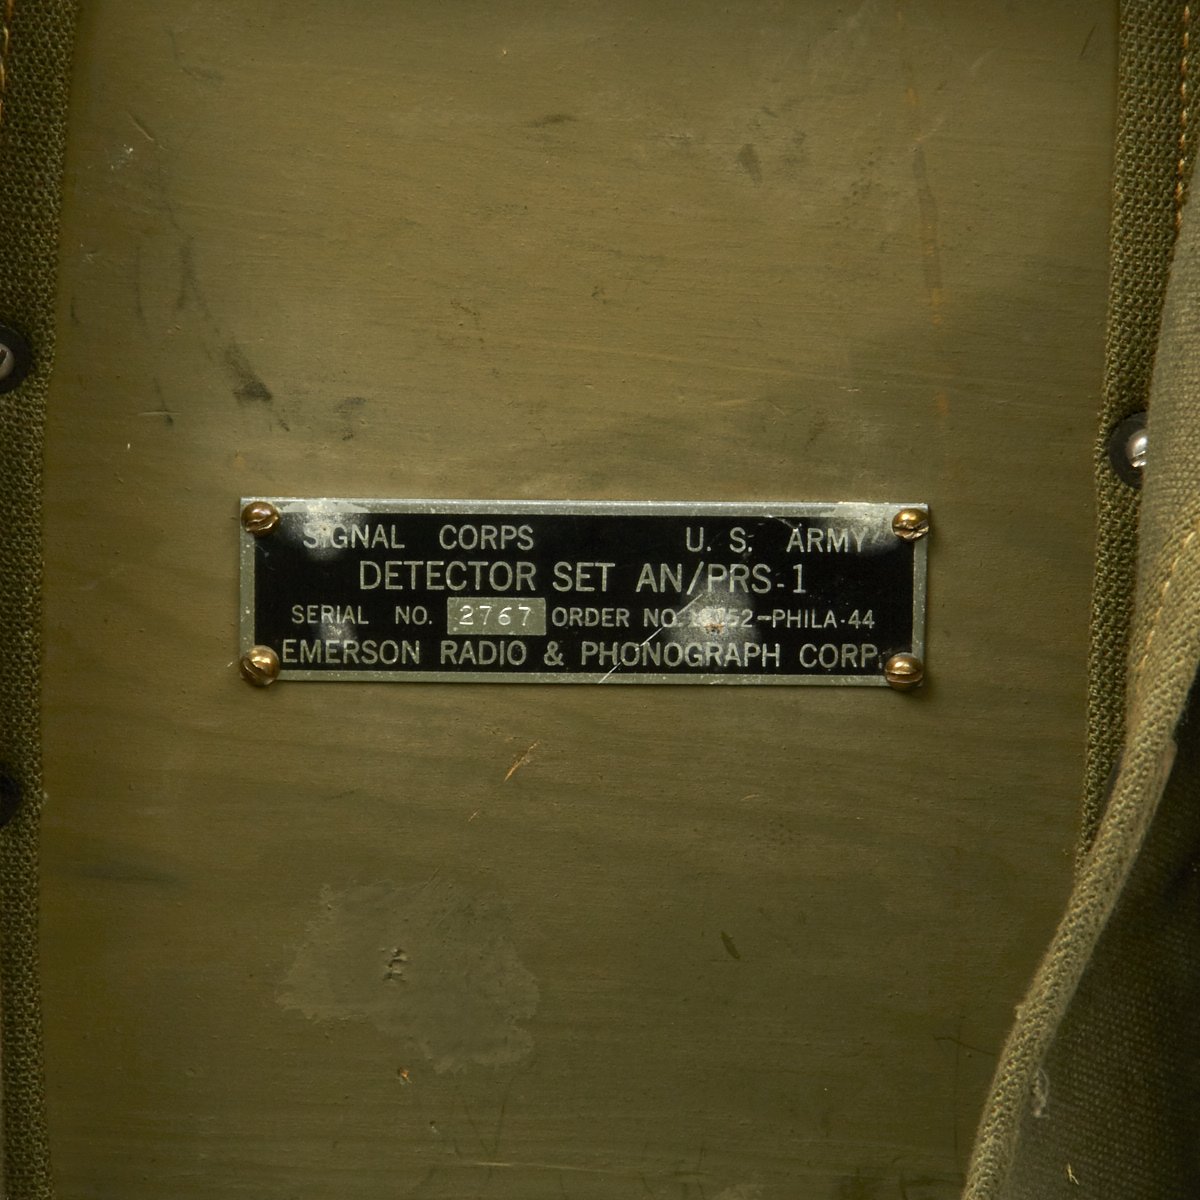 SIGNAL CORPS U. S. ARMY
DETECTOR SET AN/PRS-1
SERIAL NO. 2767 ORDER NO.
EMERSON RADIO & PHONOGRAPH CORP.